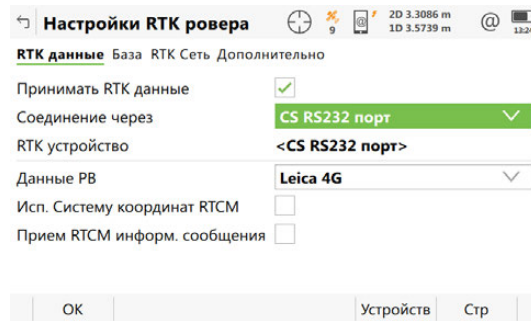 Настройки RTK ровера
9
@
2D 3.3086 m
1D 3.5739 m
@
13:24
RTK данные База RTK Сеть Дополнительно
Принимать RTK данные
Соединение через CS RS232 порт
RTK устройство <CS RS232 порт>
Данные РВ Leica 4G
Исп. Систему координат RTCM
Прием RTCM информ. сообщения
OK Устройств Стр